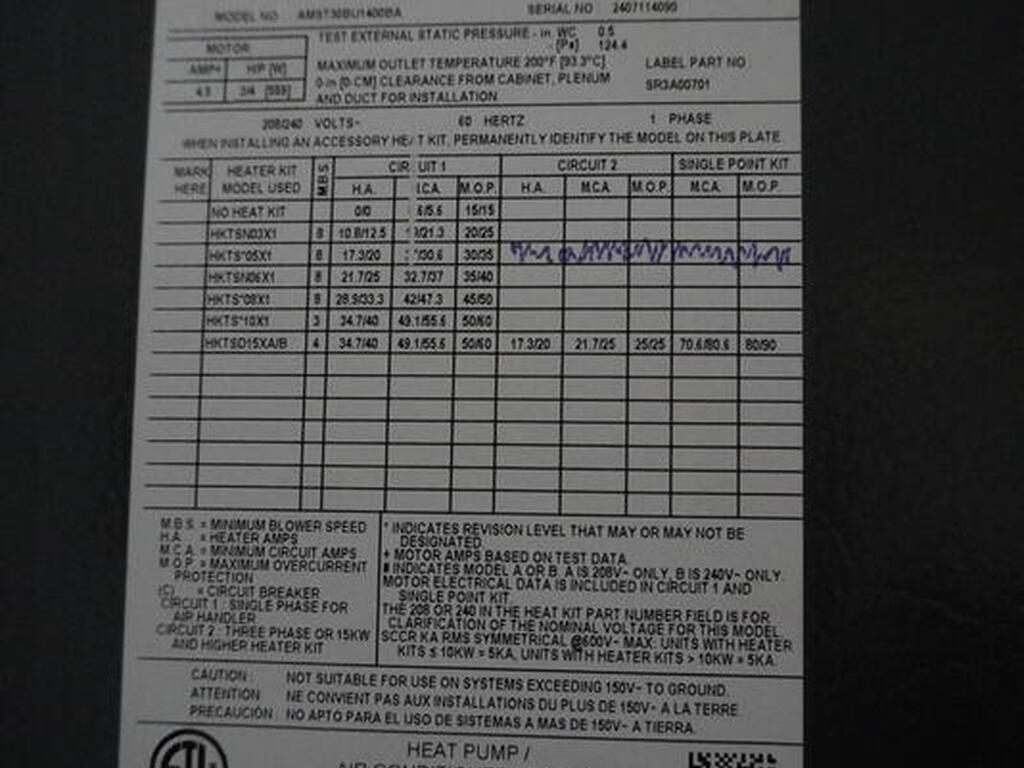 MODEL NO AMST30BU1400BA SERIAL NO 2407114090
TEST EXTERNAL STATIC PRESSURE - in. WC 0.5
- [Pa] 124.4
MOTOR
AMP+ H/P [W]
4.1 3/4 [559]
MAXIMUM OUTLET TEMPERATURE 200°F [93.3°C]
0-in [0-CM] CLEARANCE FROM CABINET, PLENUM
AND DUCT FOR INSTALLATION
LABEL PART NO
SR3A00701
208/240 VOLTS~ 60 HERTZ 1 PHASE
WHEN INSTALLING AN ACCESSORY HEAT KIT, PERMANENTLY IDENTIFY THE MODEL ON THIS PLATE
MARK HERE HEATER KIT MODEL USED M.B.S CIRCUIT 1 CIRCUIT 2 SINGLE POINT KIT
H.A. .C.A. M.O.P. H.A. M.C.A. M.O.P. M.C.A. M.O.P.
NO HEAT KIT 0/0 /5.6 15/15
HKTSN03X1 8 10.8/12.5 /21.3 20/25
HKTS*05X1 8 17.3/20 /30.6 30/35
HKTSN06X1 8 21.7/25 32.7/37 35/40
HKTS*08X1 8 28.9/33.3 42/47.3 45/50
HKTS*10X1 3 34.7/40 49.1/55.6 50/60
HKTSD15XA/B 4 34.7/40 49.1/55.6 50/60 17.3/20 21.7/25 25/25 70.6/80.6 80/90
M.B.S. = MINIMUM BLOWER SPEED
H.A. = HEATER AMPS
M.C.A. = MINIMUM CIRCUIT AMPS
M.O.P. = MAXIMUM OVERCURRENT
PROTECTION
(C) = CIRCUIT BREAKER
CIRCUIT 1 : SINGLE PHASE FOR
AIR HANDLER
CIRCUIT 2 : THREE PHASE OR 15KW
AND HIGHER HEATER KIT
* INDICATES REVISION LEVEL THAT MAY OR MAY NOT BE
DESIGNATED.
+ MOTOR AMPS BASED ON TEST DATA
# INDICATES MODEL A OR B. A IS 208V~ ONLY, B IS 240V~ ONLY.
MOTOR ELECTRICAL DATA IS INCLUDED IN CIRCUIT 1 AND
SINGLE POINT KIT.
THE 208 OR 240 IN THE HEAT KIT PART NUMBER FIELD IS FOR
CLARIFICATION OF THE NOMINAL VOLTAGE FOR THIS MODEL
SCCR KA RMS SYMMETRICAL @600V~ MAX: UNITS WITH HEATER
KITS ≤ 10KW = 5KA, UNITS WITH HEATER KITS > 10KW = 5KA.
CAUTION : NOT SUITABLE FOR USE ON SYSTEMS EXCEEDING 150V~ TO GROUND.
ATTENTION NE CONVIENT PAS AUX INSTALLATIONS DU PLUS DE 150V~ A LA TERRE.
PRECAUCIÓN : NO APTO PARA EL USO DE SISTEMAS A MAS DE 150V~ A TIERRA.
HEAT PUMP /